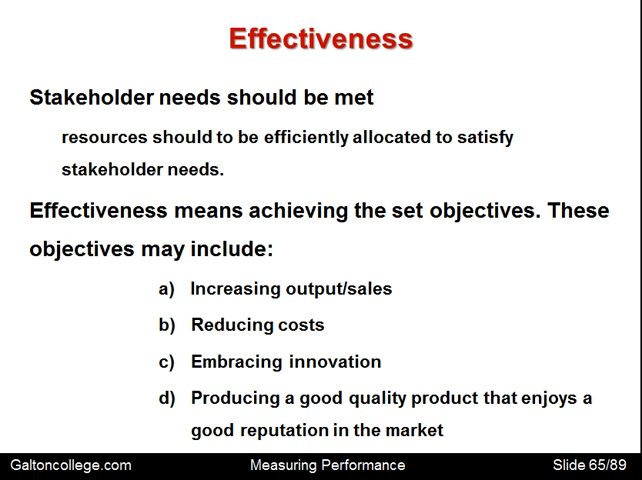 Effectiveness
Stakeholder needs should be met
resources should to be efficiently allocated to satisfy
stakeholder needs.
Effectiveness means achieving the set objectives. These
objectives may include:
a) Increasing output/sales
b) Reducing costs
c) Embracing innovation
d) Producing a good quality product that enjoys a
good reputation in the market
Galtoncollege.com Measuring Performance Slide 65/89